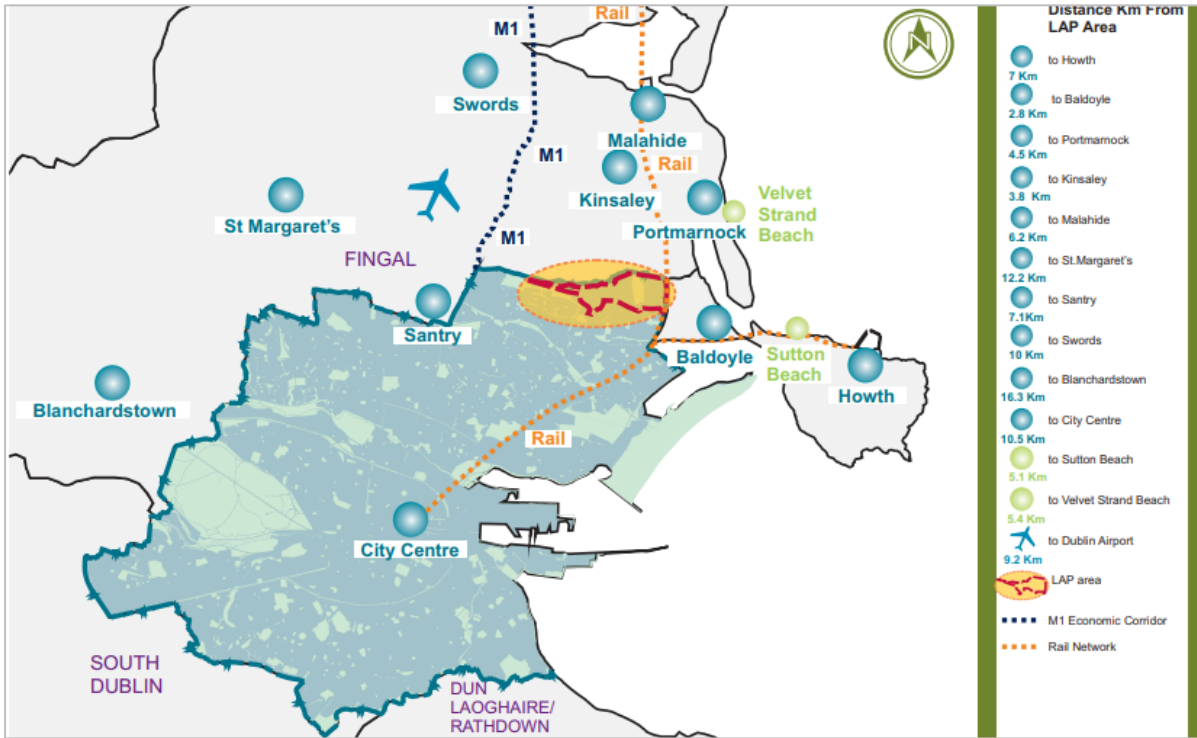 Rail
M1
Swords
Malahide
M1
Rail
Kinsaley
Velvet
Strand
Beach
St Margaret's
Portmarnock
M1
FINGAL
Santry
Baldoyle
Sutton
Beach
Howth
Blanchardstown
Rail
City Centre
SOUTH
DUBLIN
DUN
LAOGHAIRE/
RATHDOWN
Distance Km From
LAP Area
to Howth
7 Km
to Baldoyle
2.8 Km
to Portmarnock
4.5 Km
to Kinsaley
3.8 Km
to Malahide
6.2 Km
to St.Margaret's
12.2 Km
to Santry
7.1Km
to Swords
10 Km
to Blanchardstown
16.3 Km
to City Centre
10.5 Km
to Sutton Beach
5.1 Km
to Velvet Strand Beach
5.4 Km
to Dublin Airport
9.2 Km
LAP area
M1 Economic Corridor
Rail Network